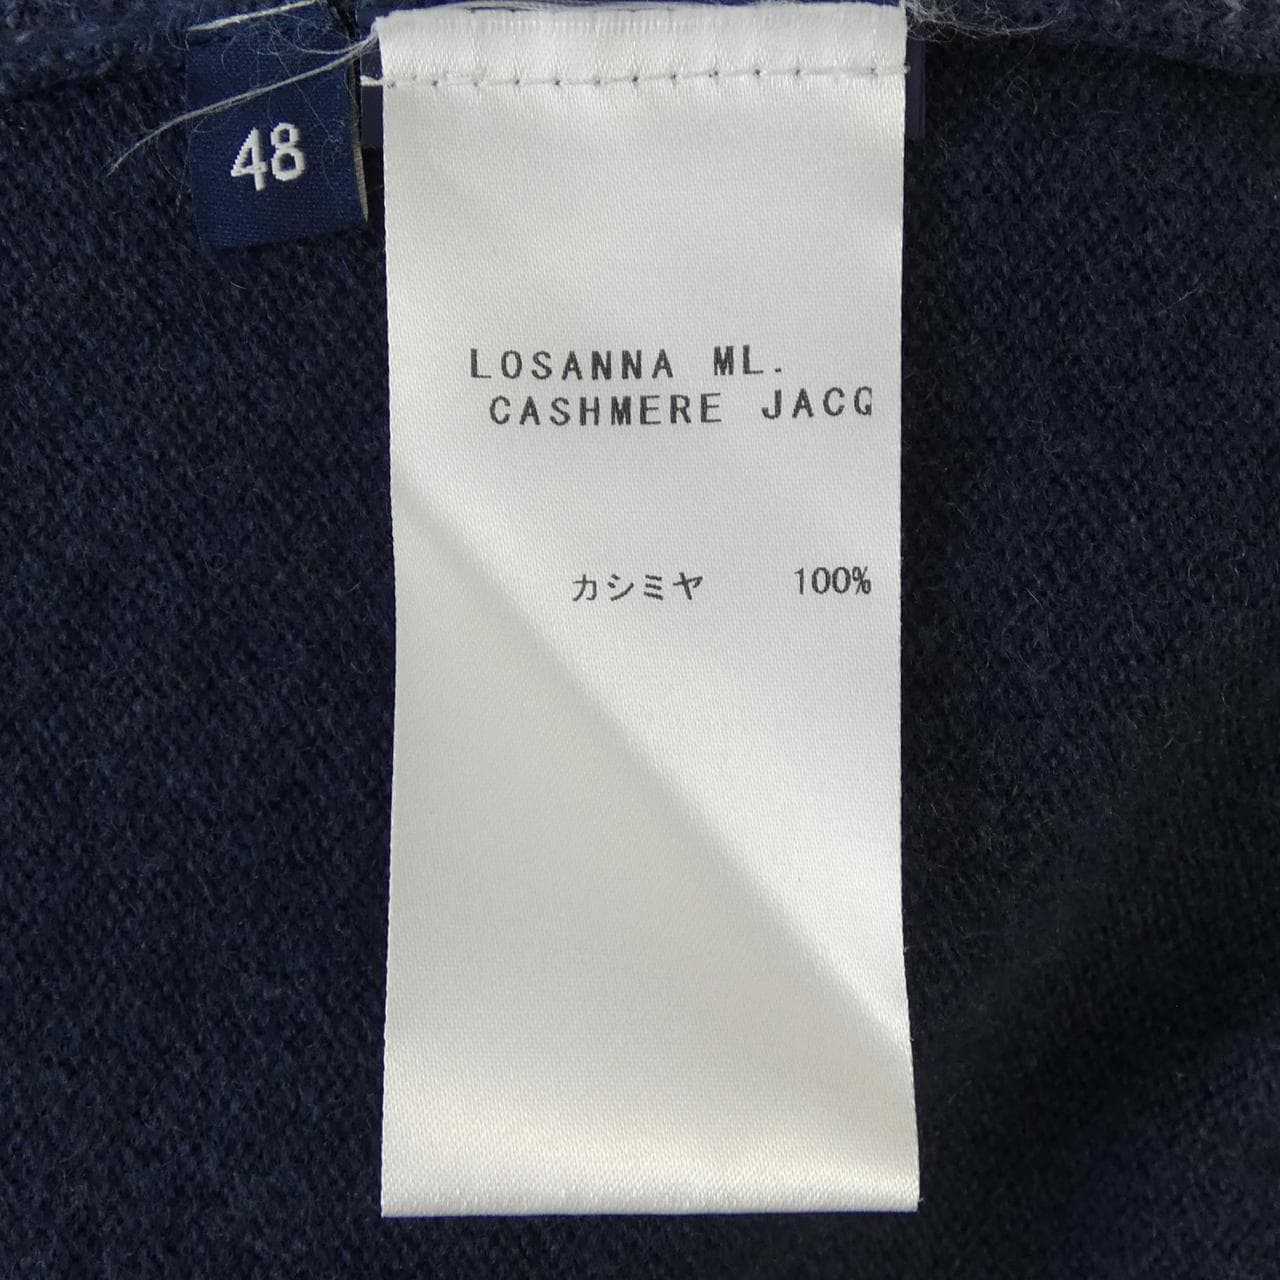 48
LOSANNA ML.
CASHMERE JACQ
カシミヤ 100%